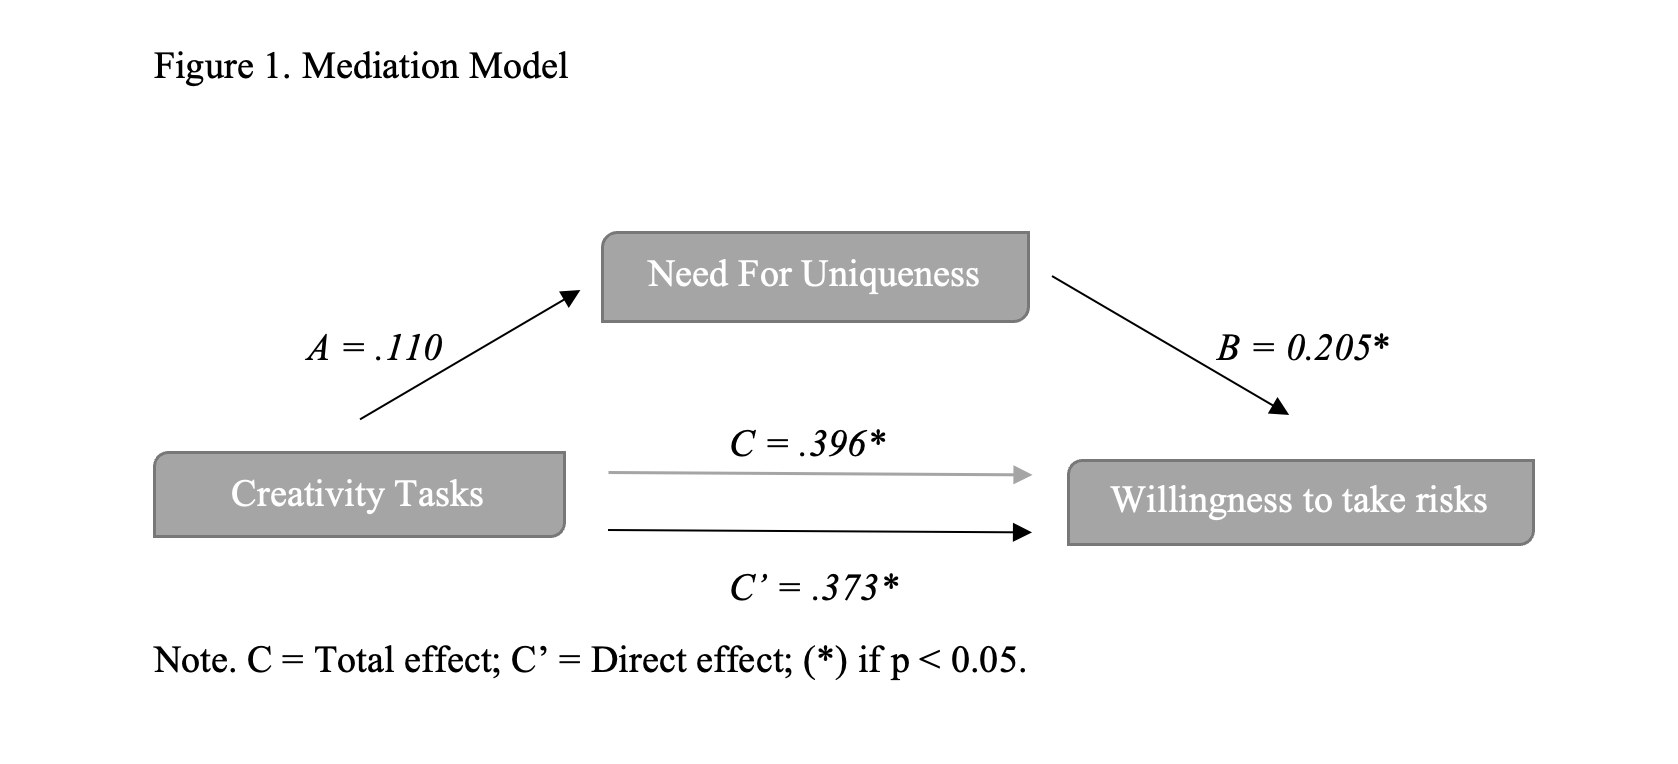 Figure 1. Mediation Model
Need For Uniqueness
A = .110
B = 0.205*
C = .396*
Creativity Tasks
Willingness to take risks
C’ = .373*
Note. C = Total effect; C’ = Direct effect; (*) if p < 0.05.